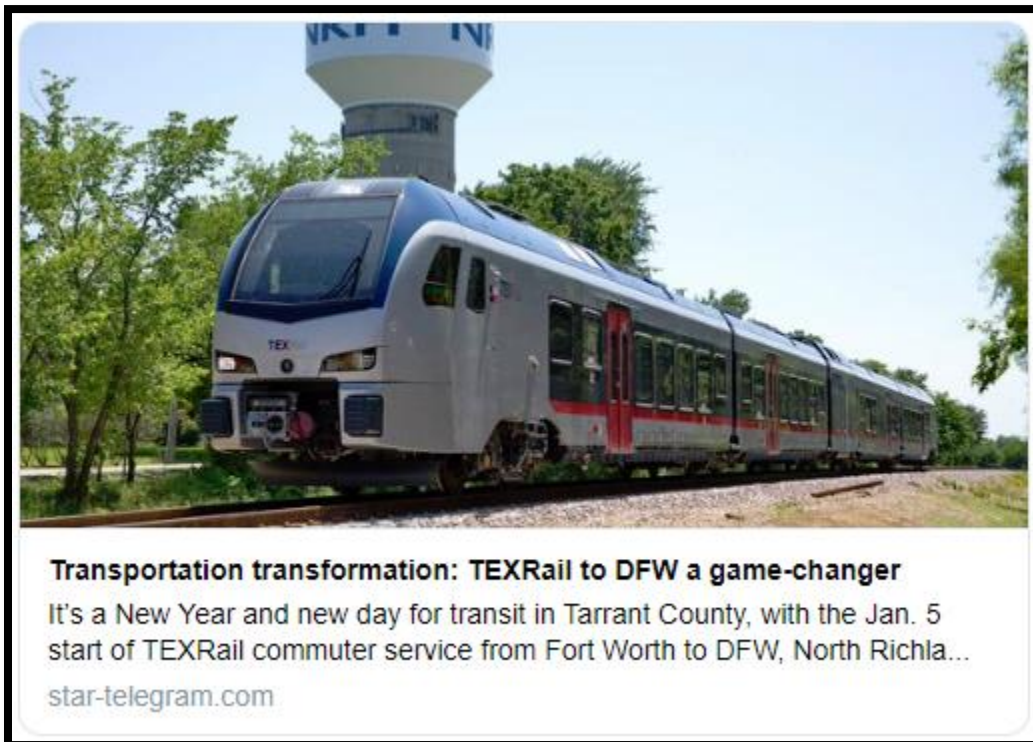 TEX
Transportation transformation: TEXRail to DFW a game-changer
It's a New Year and new day for transit in Tarrant County, with the Jan. 5
start of TEXRail commuter service from Fort Worth to DFW, North Richla...
star-telegram.com